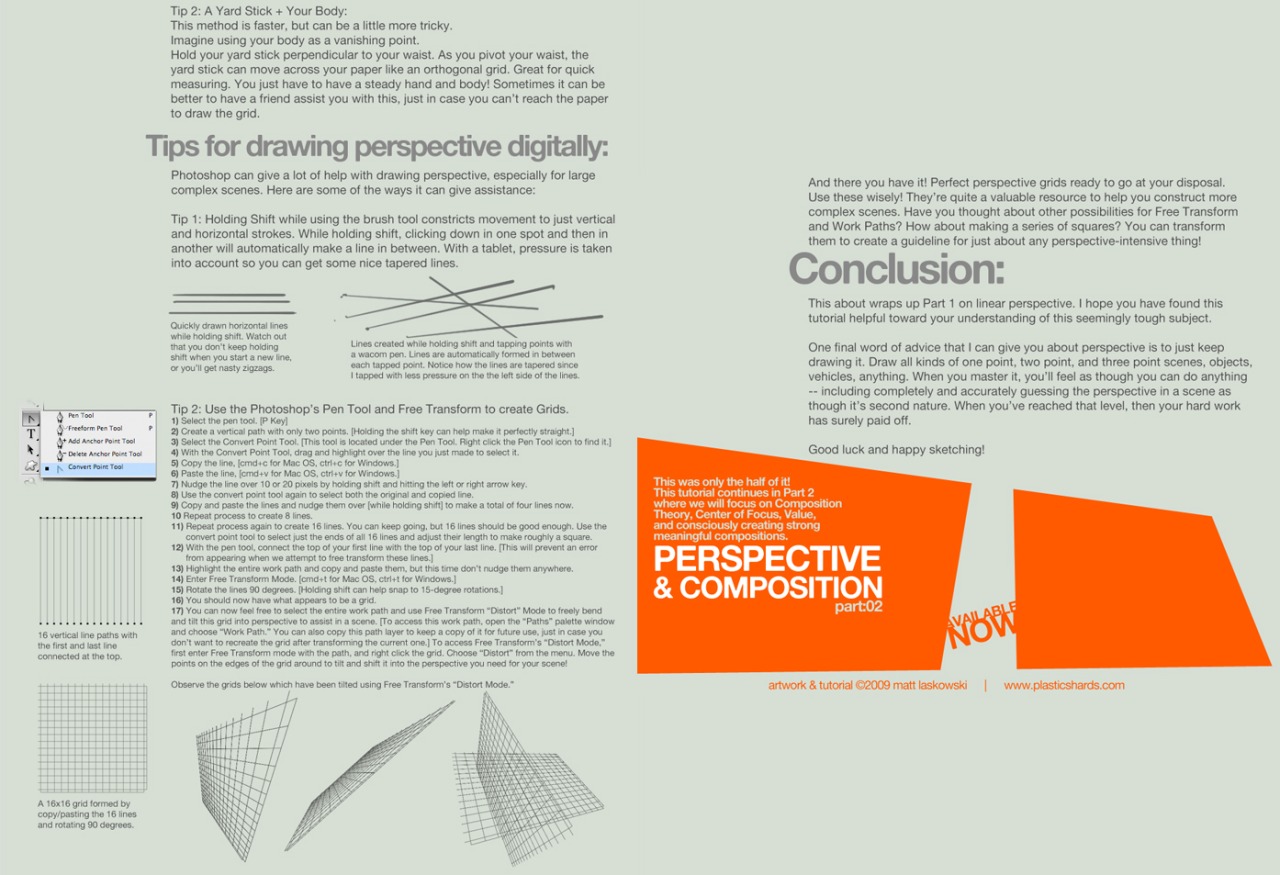 Tip 2: A Yard Stick + Your Body:
This method is faster, but can be a little more tricky.
Imagine using your body as a vanishing point.
Hold your yard stick perpendicular to your waist. As you pivot your waist, the
yard stick can move across your paper like an orthogonal grid. Great for quick
measuring. You just have to have a steady hand and body! Sometimes it can be
better to have a friend assist you with this, just in case you can't reach the paper
to draw the grid.
Tips for drawing perspective digitally:
Photoshop can give a lot of help with drawing perspective, especially for large
complex scenes. Here are some of the ways it can give assistance:
Tip 1: Holding Shift while using the brush tool constricts movement to just vertical
and horizontal strokes. While holding shift, clicking down in one spot and then in
another will automatically make a line in between. With a tablet, pressure is taken
into account so you can get some nice tapered lines.
Quickly drawn horizontal lines
while holding shift. Watch out
that you don't keep holding
shift when you start a new line,
or you'll get nasty zigzags.
Lines created while holding shift and tapping points with
a wacom pen. Lines are automatically formed in between
each tapped point. Notice how the lines are tapered since
I tapped with less pressure on the the left side of the lines.
Pen Tool P
Freeform Pen Tool P
Add Anchor Point Tool
Delete Anchor Point Tool
Convert Point Tool
T
Tip 2: Use the Photoshop's Pen Tool and Free Transform to create Grids.
1) Select the pen tool. [P Key]
2) Create a vertical path with only two points. [Holding the shift key can help make it perfectly straight.]
3) Select the Convert Point Tool. [This tool is located under the Pen Tool. Right click the Pen Tool icon to find it.]
4) With the Convert Point Tool, drag and highlight over the line you just made to select it.
5) Copy the line, [cmd+c for Mac OS, ctrl+c for Windows.]
6) Paste the line, [cmd+v for Mac OS, ctrl+v for Windows.]
7) Nudge the line over 10 or 20 pixels by holding shift and hitting the left or right arrow key.
8) Use the convert point tool again to select both the original and copied line.
9) Copy and paste the lines and nudge them over [while holding shift] to make a total of four lines now.
10 Repeat process to create 8 lines.
11) Repeat process again to create 16 lines. You can keep going, but 16 lines should be good enough. Use the
convert point tool to select just the ends of all 16 lines and adjust their length to make roughly a square.
12) With the pen tool, connect the top of your first line with the top of your last line. [This will prevent an error
from appearing when we attempt to free transform these lines.]
13) Highlight the entire work path and copy and paste them, but this time don't nudge them anywhere.
14) Enter Free Transform Mode. [cmd+t for Mac OS, ctrl+t for Windows.]
15) Rotate the lines 90 degrees. [Holding shift can help snap to 15-degree rotations.]
16) You should now have what appears to be a grid.
17) You can now feel free to select the entire work path and use Free Transform "Distort" Mode to freely bend
and tilt this grid into perspective to assist in a scene. [To access this work path, open the "Paths" palette window
and choose "Work Path." You can also copy this path layer to keep a copy of it for future use, just in case you
don't want to recreate the grid after transforming the current one.] To access Free Transform's "Distort Mode,"
first enter Free Transform mode with the path, and right click the grid. Choose "Distort" from the menu. Move the
points on the edges of the grid around to tilt and shift it into the perspective you need for your scene!
16 vertical line paths with
the first and last line
connected at the top.
Observe the grids below which have been tilted using Free Transform's "Distort Mode."
A 16x16 grid formed by
copy/pasting the 16 lines
and rotating 90 degrees.
And there you have it! Perfect perspective grids ready to go at your disposal.
Use these wisely! They're quite a valuable resource to help you construct more
complex scenes. Have you thought about other possibilities for Free Transform
and Work Paths? How about making a series of squares? You can transform
them to create a guideline for just about any perspective-intensive thing!
Conclusion:
This about wraps up Part 1 on linear perspective. I hope you have found this
tutorial helpful toward your understanding of this seemingly tough subject.
One final word of advice that I can give you about perspective is to just keep
drawing it. Draw all kinds of one point, two point, and three point scenes, objects,
vehicles, anything. When you master it, you'll feel as though you can do anything
-- including completely and accurately guessing the perspective in a scene as
though it's second nature. When you've reached that level, then your hard work
has surely paid off.
Good luck and happy sketching!
This was only the half of it!
This tutorial continues in Part 2
where we will focus on Composition
Theory, Center of Focus, Value,
and consciously creating strong
meaningful compositions.
PERSPECTIVE
& COMPOSITION
part:02
AVAILABLE
NOW
artwork & tutorial ©2009 matt laskowski | www.plasticshards.com